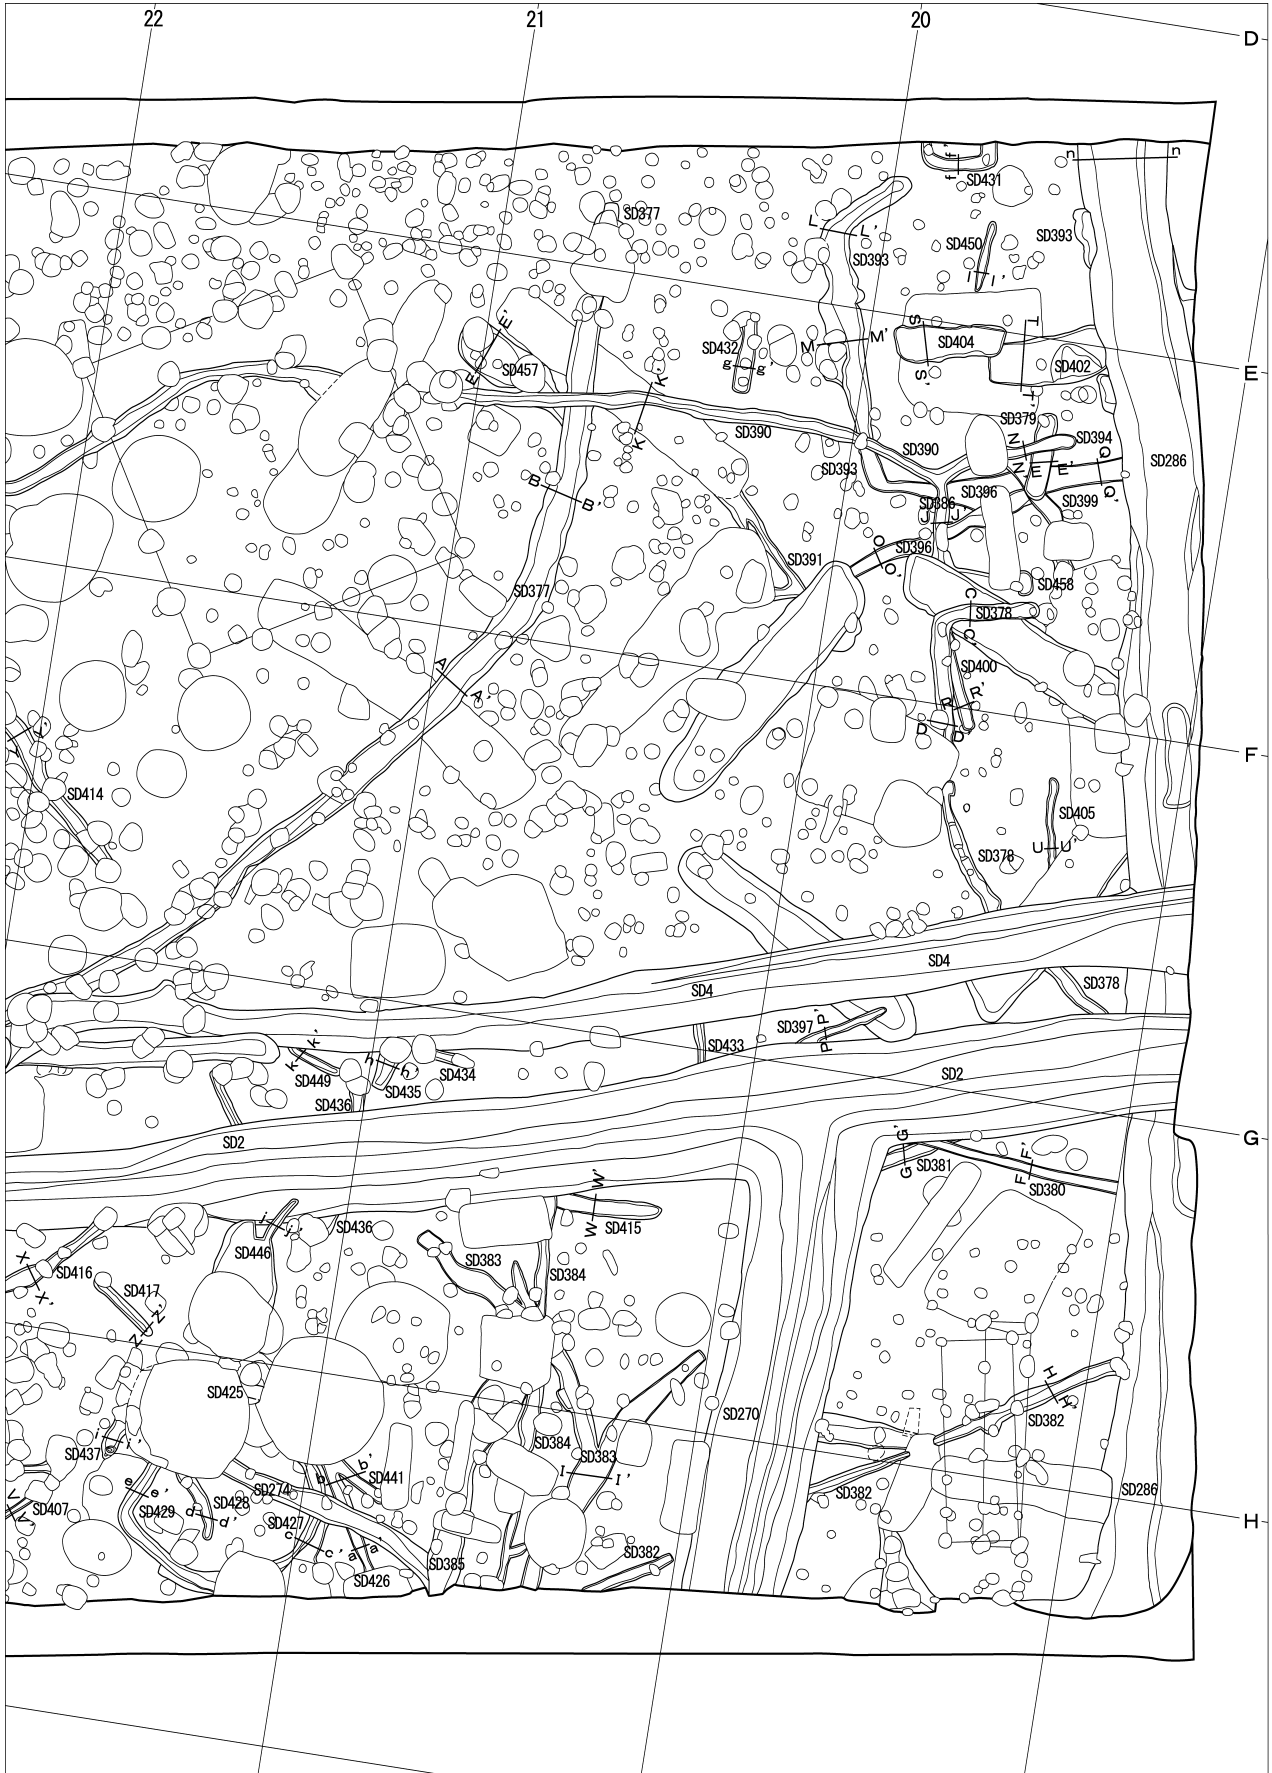 22
21
20
D
n
n
f'
f
SD431
SD377
L
L'
SD393
SD450
I
I'
SD393
E'
E
SD457
SD432
g
g'
M
M'
S
S'
SD404
T
T'
SD402
E
K'
K
SD390
SD379
SD394
N
N'
E
E'
Q
Q'
SD286
SD390
SD393
SD396
SD399
SD386
J
J'
B
B'
O
O'
SD396
SD391
SD458
SD377
C
C'
SD378
SD400
A
A'
R
R'
D
D'
F
Y
Y'
SD414
SD405
U
U'
SD378
SD4
SD4
SD378
SD397
P'
P
SD433
k'
k
SD449
h
h'
SD434
SD435
SD436
SD2
SD2
G
G'
G
SD381
F'
F
SD380
W'
W
SD415
j
j'
SD436
SD446
SD383
SD384
X
X'
SD416
SD417
Z
Z'
SD425
SD270
H
H'
SD382
SD384
SD383
I
I'
i
i'
SD437
b
b'
SD441
SD274
SD382
SD286
V
V'
SD407
e
e'
SD429
d
d'
SD428
SD427
c
c'
a
a'
SD426
SD385
SD382
H